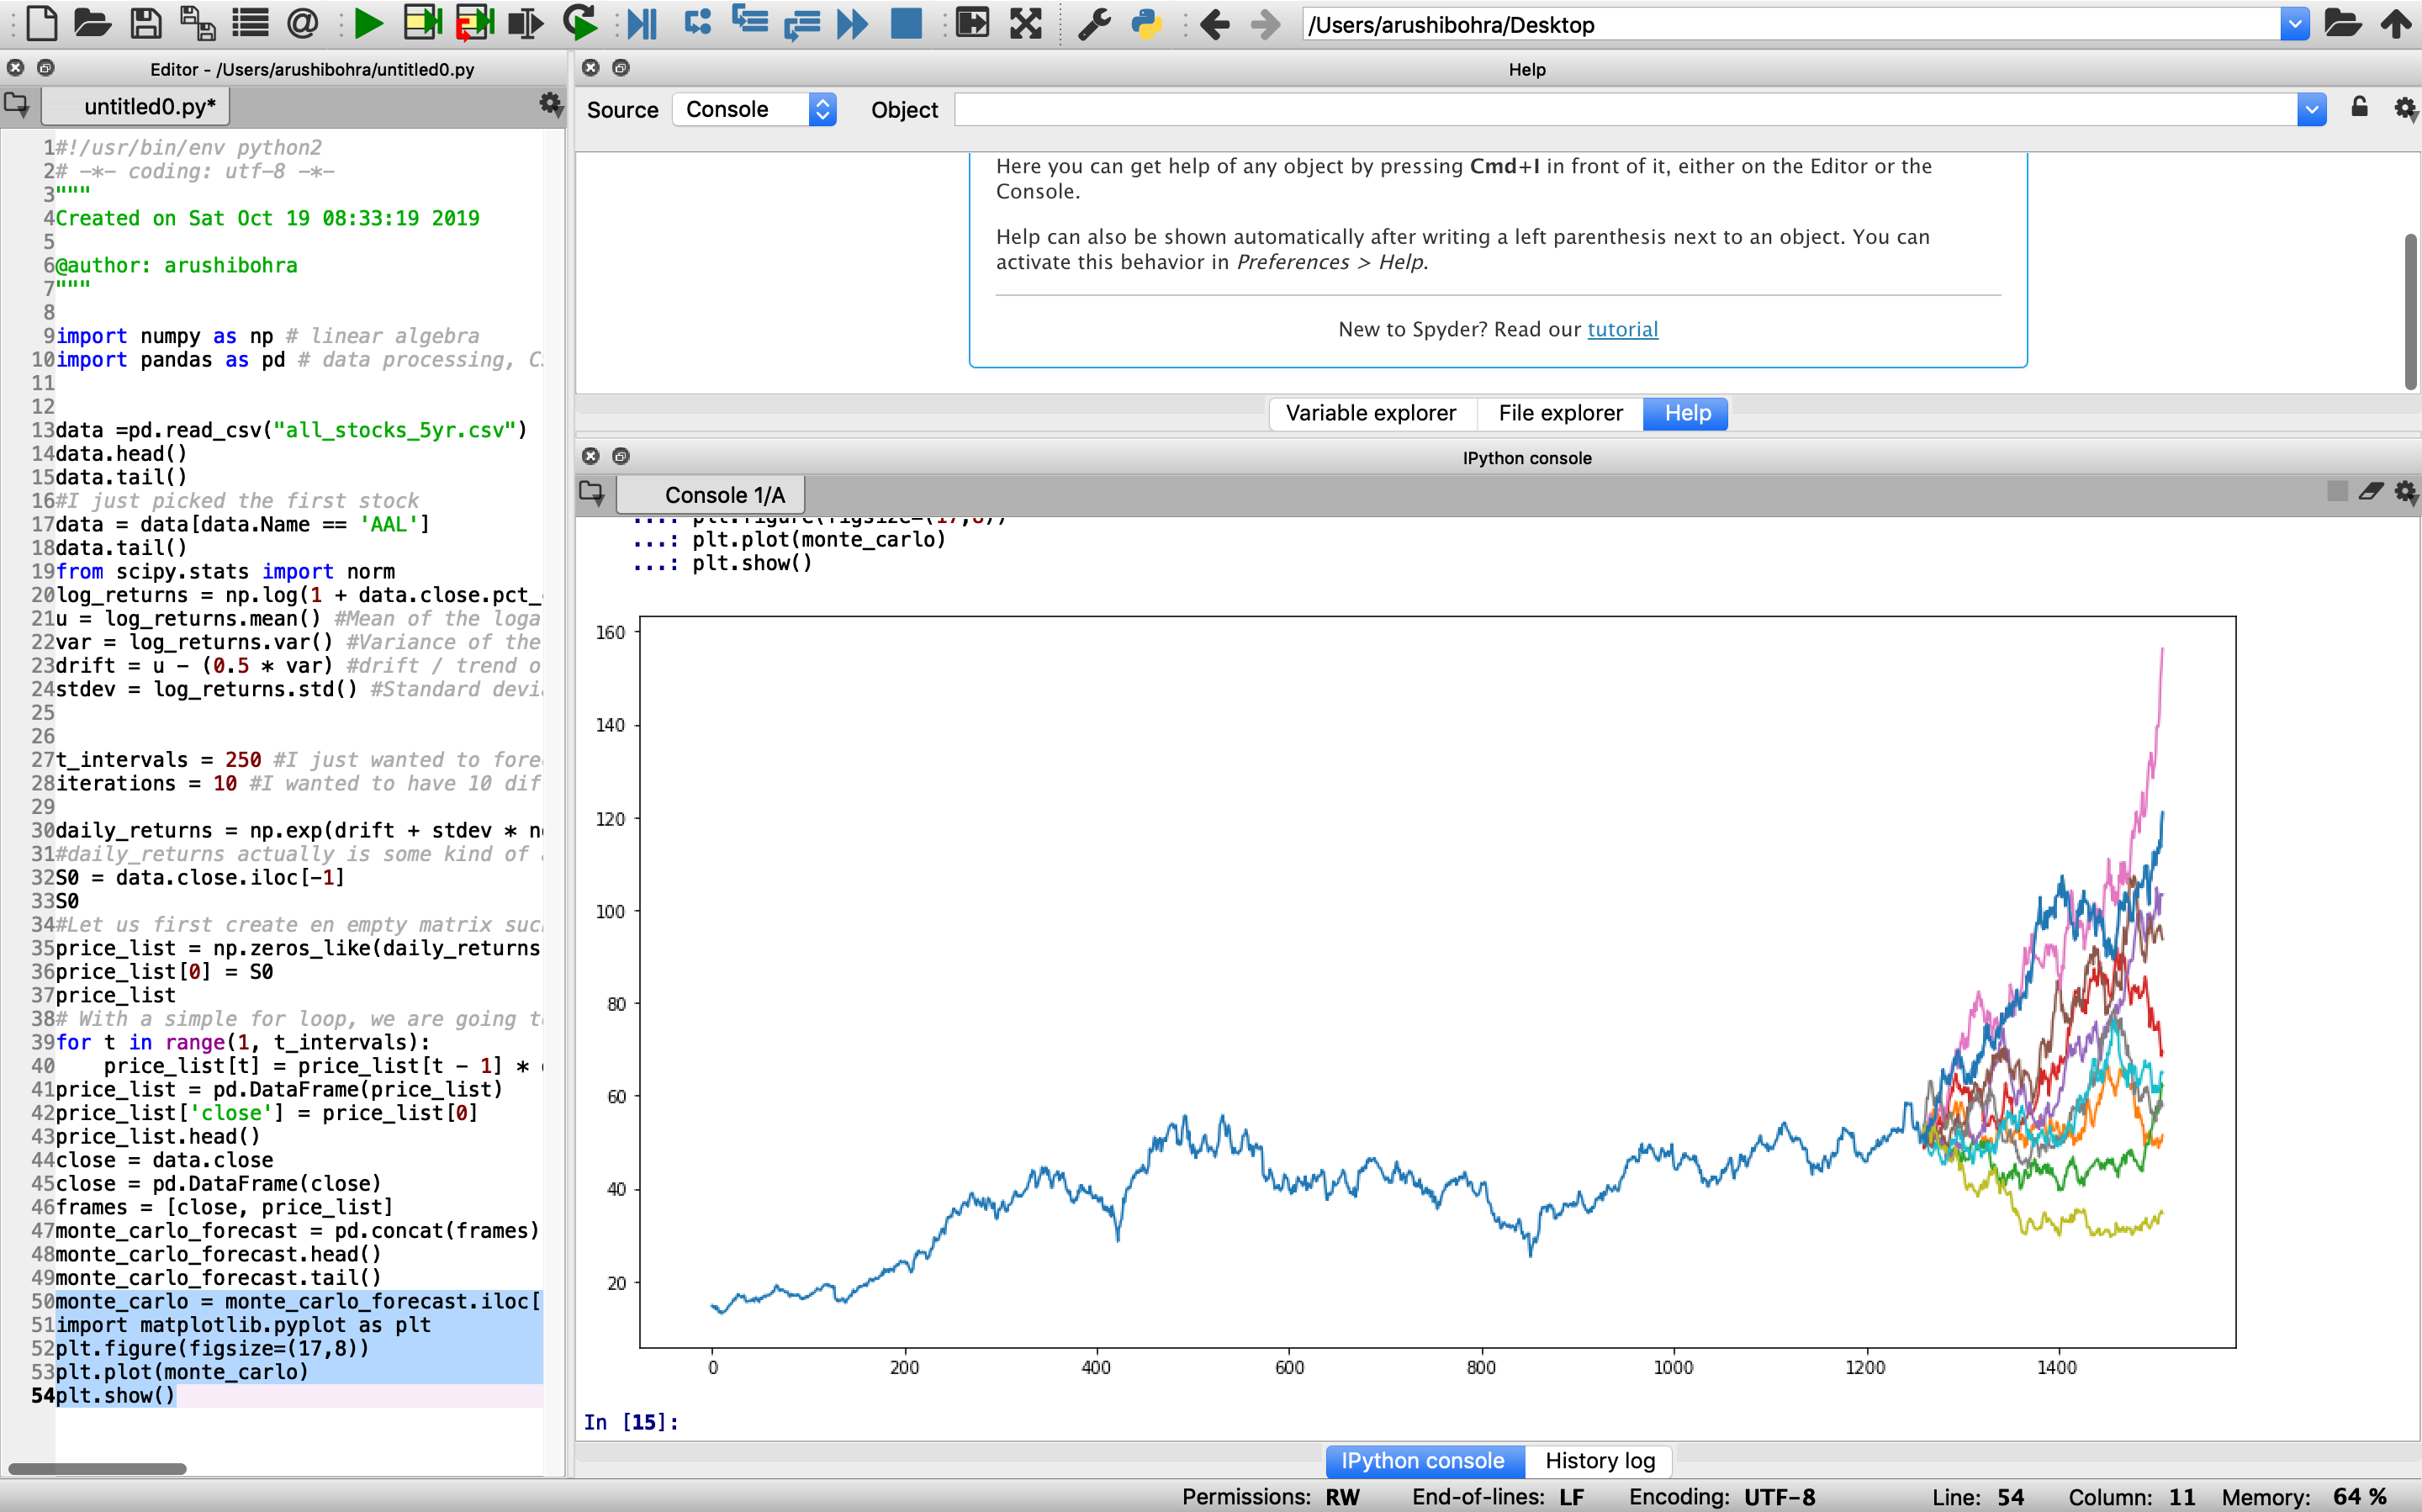 /Users/arushibohra/Desktop
Editor - /Users/arushibohra/untitled0.py
untitled0.py*
1#!/usr/bin/env python2
2# -*- coding: utf-8 -*-
3"""
4Created on Sat Oct 19 08:33:19 2019
5
6@author: arushibohra
7"""
8
9import numpy as np # linear algebra
10import pandas as pd # data processing, C
11
12
13data =pd.read_csv("all_stocks_5yr.csv")
14data.head()
15data.tail()
16#I just picked the first stock
17data = data[data.Name == 'AAL']
18data.tail()
19from scipy.stats import norm
20log_returns = np.log(1 + data.close.pct_
21u = log_returns.mean() #Mean of the loga
22var = log_returns.var() #Variance of the
23drift = u - (0.5 * var) #drift / trend o
24stdev = log_returns.std() #Standard devi
25
26
27t_intervals = 250 #I just wanted to fore
28iterations = 10 #I wanted to have 10 dif
29
30daily_returns = np.exp(drift + stdev * n
31#daily_returns actually is some kind of
32S0 = data.close.iloc[-1]
33S0
34#Let us first create en empty matrix suc
35price_list = np.zeros_like(daily_returns
36price_list[0] = S0
37price_list
38# With a simple for loop, we are going t
39for t in range(1, t_intervals):
40    price_list[t] = price_list[t - 1] *
41price_list = pd.DataFrame(price_list)
42price_list['close'] = price_list[0]
43price_list.head()
44close = data.close
45close = pd.DataFrame(close)
46frames = [close, price_list]
47monte_carlo_forecast = pd.concat(frames)
48monte_carlo_forecast.head()
49monte_carlo_forecast.tail()
50monte_carlo = monte_carlo_forecast.iloc[
51import matplotlib.pyplot as plt
52plt.figure(figsize=(17,8))
53plt.plot(monte_carlo)
54plt.show()
Help
Source Console Object
Here you can get help of any object by pressing Cmd+I in front of it, either on the Editor or the
Console.
Help can also be shown automatically after writing a left parenthesis next to an object. You can
activate this behavior in Preferences > Help.
New to Spyder? Read our tutorial
Variable explorer File explorer Help
IPython console
Console 1/A
...: plt.figure(figsize=(17,8))
...: plt.plot(monte_carlo)
...: plt.show()
160
140
120
100
80
60
40
20
0 200 400 600 800 1000 1200 1400
In [15]:
IPython console History log
Permissions: RW End-of-lines: LF Encoding: UTF-8 Line: 54 Column: 11 Memory: 64 %